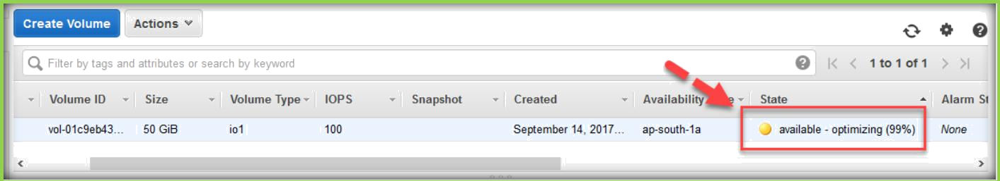 Create Volume Actions
Filter by tags and attributes or search by keyword 1 to 1 of 1
Volume ID Size Volume Type IOPS Snapshot Created Availability e State Alarm St
vol-01c9eb43... 50 GiB io1 100 September 14, 2017... ap-south-1a available - optimizing (99%) None